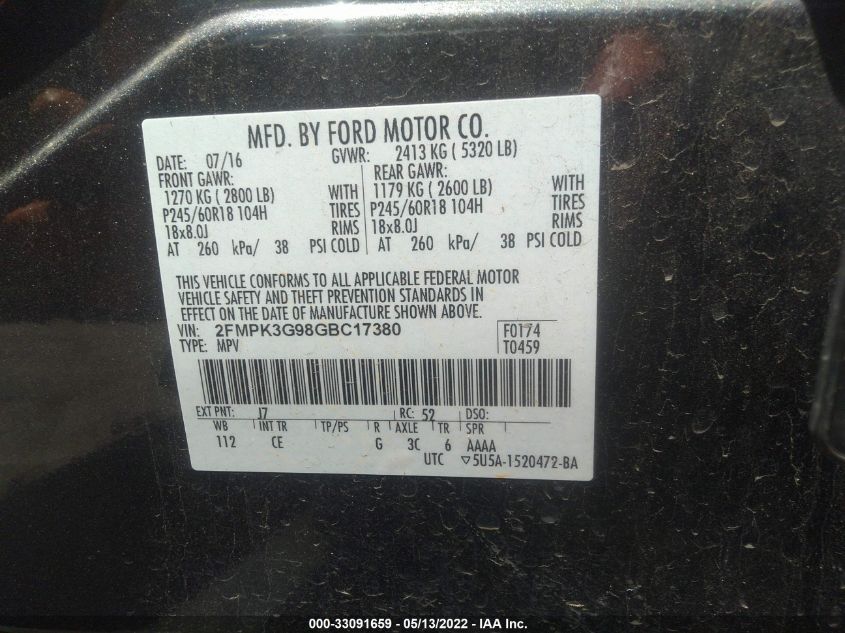 MFD. BY FORD MOTOR CO.
DATE: 07/16 GVWR: 2413 KG ( 5320 LB)
FRONT GAWR: REAR GAWR:
1270 KG ( 2800 LB) WITH 1179 KG ( 2600 LB) WITH
P245/60R18 104H TIRES P245/60R18 104H TIRES
18x8.0J RIMS 18x8.0J RIMS
AT 260 kPa/ 38 PSI COLD AT 260 kPa/ 38 PSI COLD
THIS VEHICLE CONFORMS TO ALL APPLICABLE FEDERAL MOTOR
VEHICLE SAFETY AND THEFT PREVENTION STANDARDS IN
EFFECT ON THE DATE OF MANUFACTURE SHOWN ABOVE.
VIN: 2FMPK3G98GBC17380 F0174
TYPE: MPV T0459
EXT PNT: J7 RC: 52 DSO:
WB INT TR TP/PS R AXLE TR SPR
112 CE G 3C 6 AAAA
UTC ▽5U5A-1520472-BA
000-33091659 - 05/13/2022 - IAA Inc.